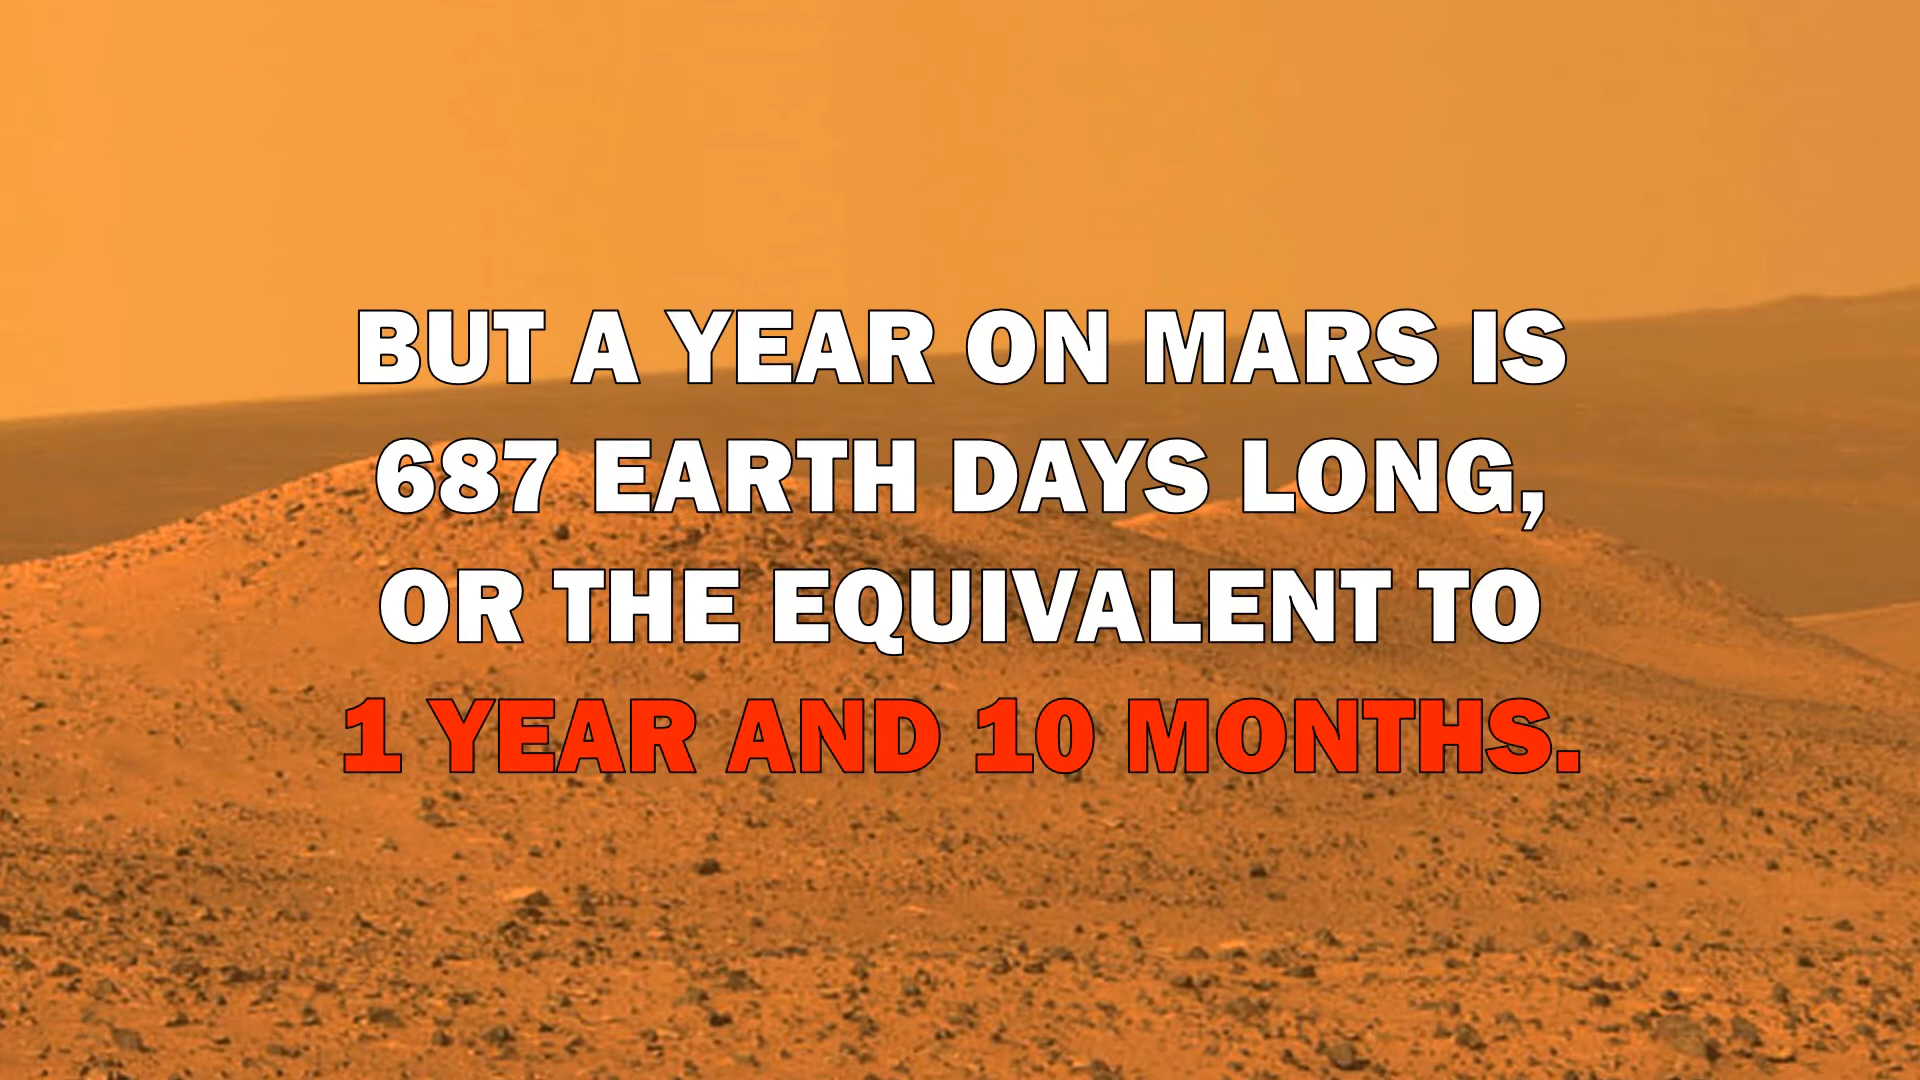 BUT A YEAR ON MARS IS
687 EARTH DAYS LONG,
OR THE EQUIVALENT TO
1 YEAR AND 10 MONTHS.